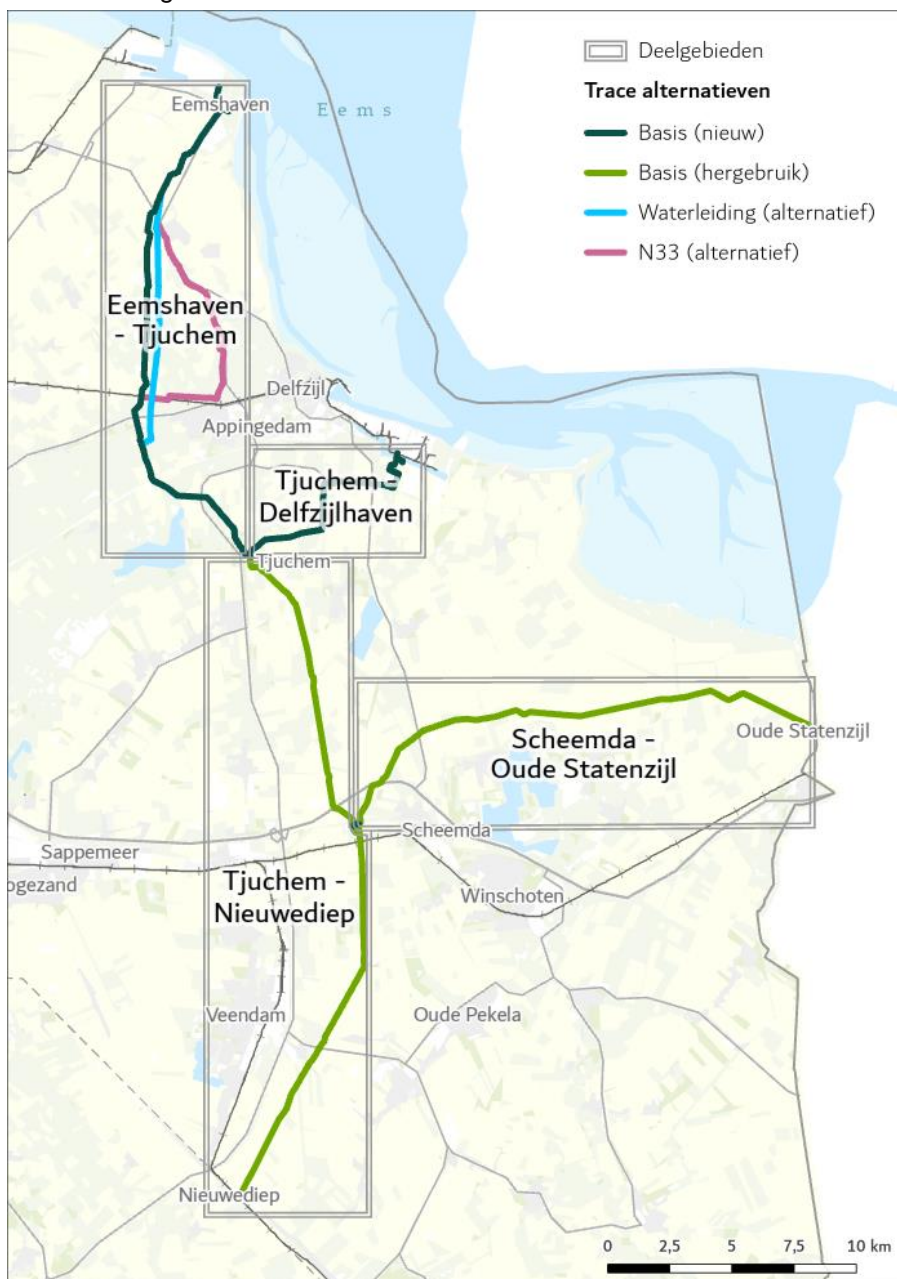 Deelgebieden
Trace alternatieven
Basis (nieuw)
Basis (hergebruik)
Waterleiding (alternatief)
N33 (alternatief)
Eems
Eemshaven
Eemshaven
- Tjuchem
Delfzijl
Appingedam
Tjuchem -
Delfzijlhaven
Tjuchem
Scheemda -
Oude Statenzijl
Oude Statenzijl
Scheemda
Sappemeer
ogezand
Tjuchem -
Nieuwediep
Winschoten
Veendam
Oude Pekela
Nieuwediep
0 2,5 5 7,5 10 km